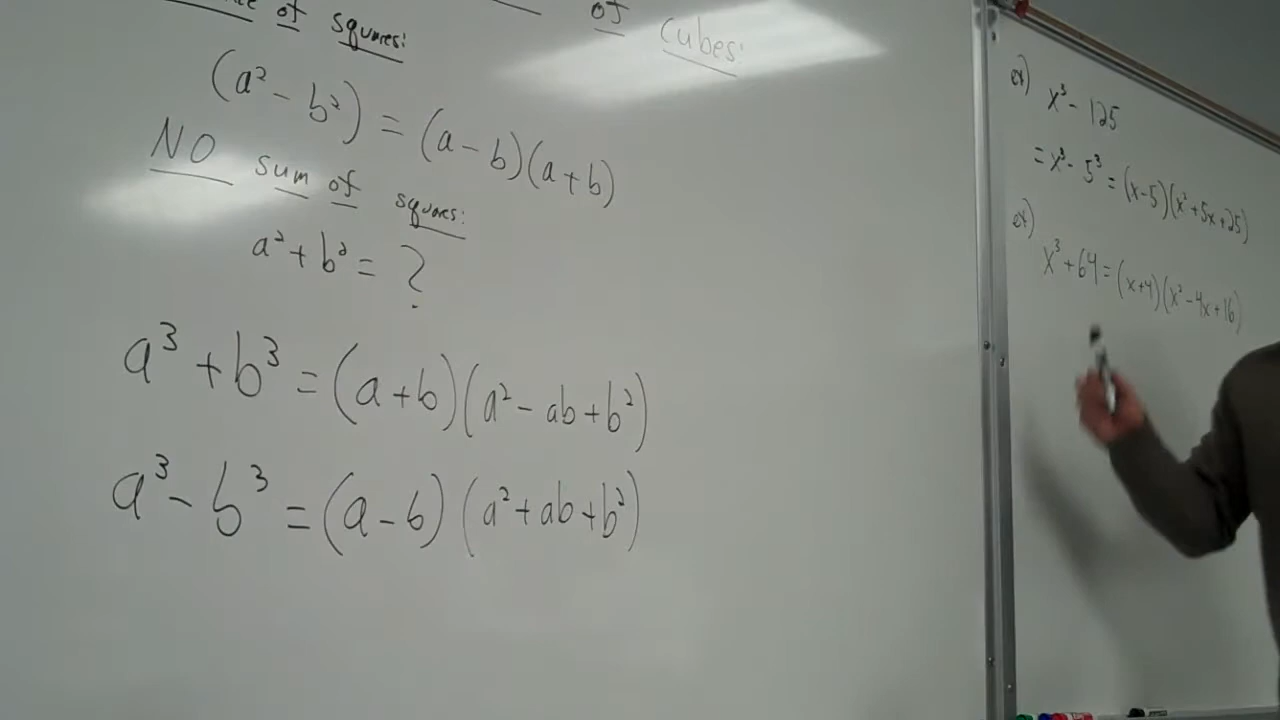 of squares:
of Cubes:
(a² - b²) = (a - b)(a + b)
NO sum of squares:
a² + b² = ?
a³ + b³ = (a + b)(a² - ab + b²)
a³ - b³ = (a - b)(a² + ab + b²)
ex) x³ - 125
= x³ - 5³ = (x-5)(x² + 5x + 25)
ex)
x³ + 64 = (x+4)(x² - 4x + 16)